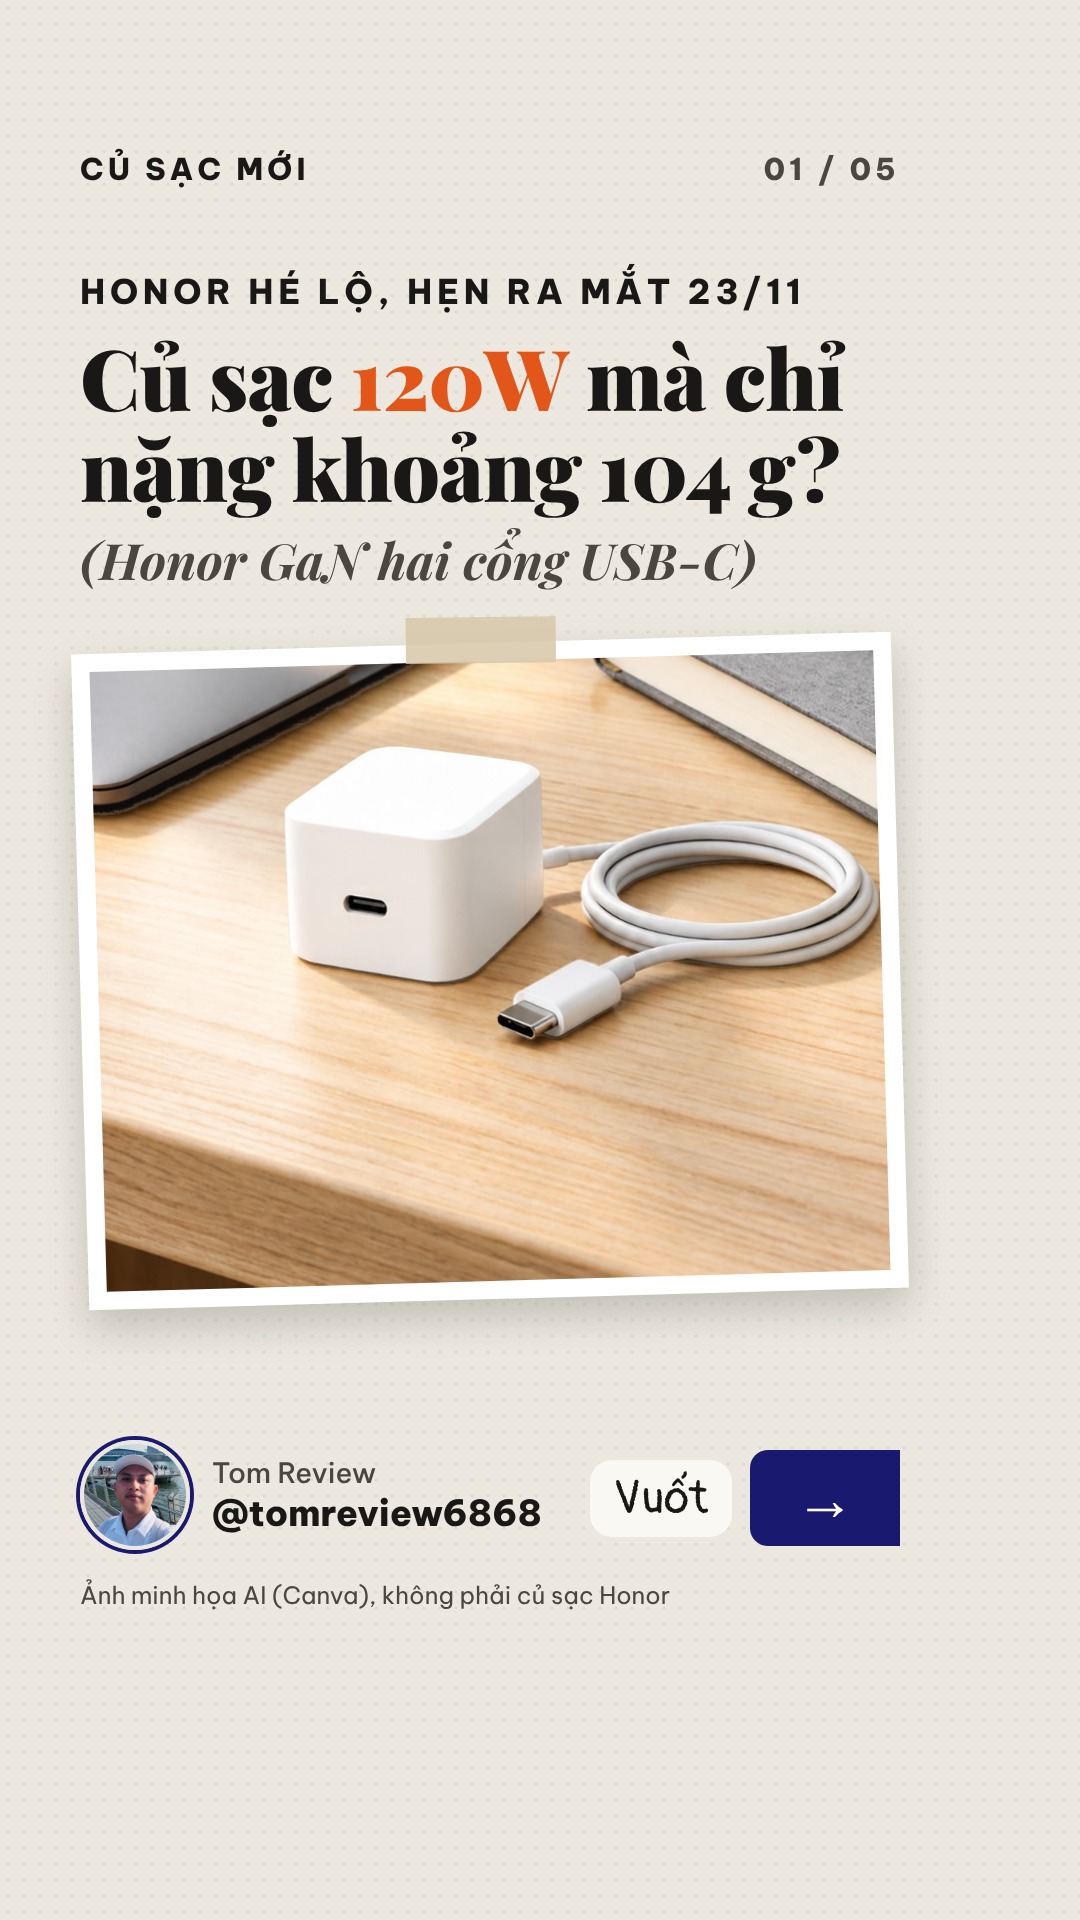 CỦ SẠC MỚI
01 / 05
HONOR HÉ LỘ, HẸN RA MẮT 23/11
Củ sạc 120W mà chỉ
nặng khoảng 104 g?
(Honor GaN hai cổng USB-C)
Tom Review
@tomreview6868
Vuốt
→
Ảnh minh họa AI (Canva), không phải củ sạc Honor